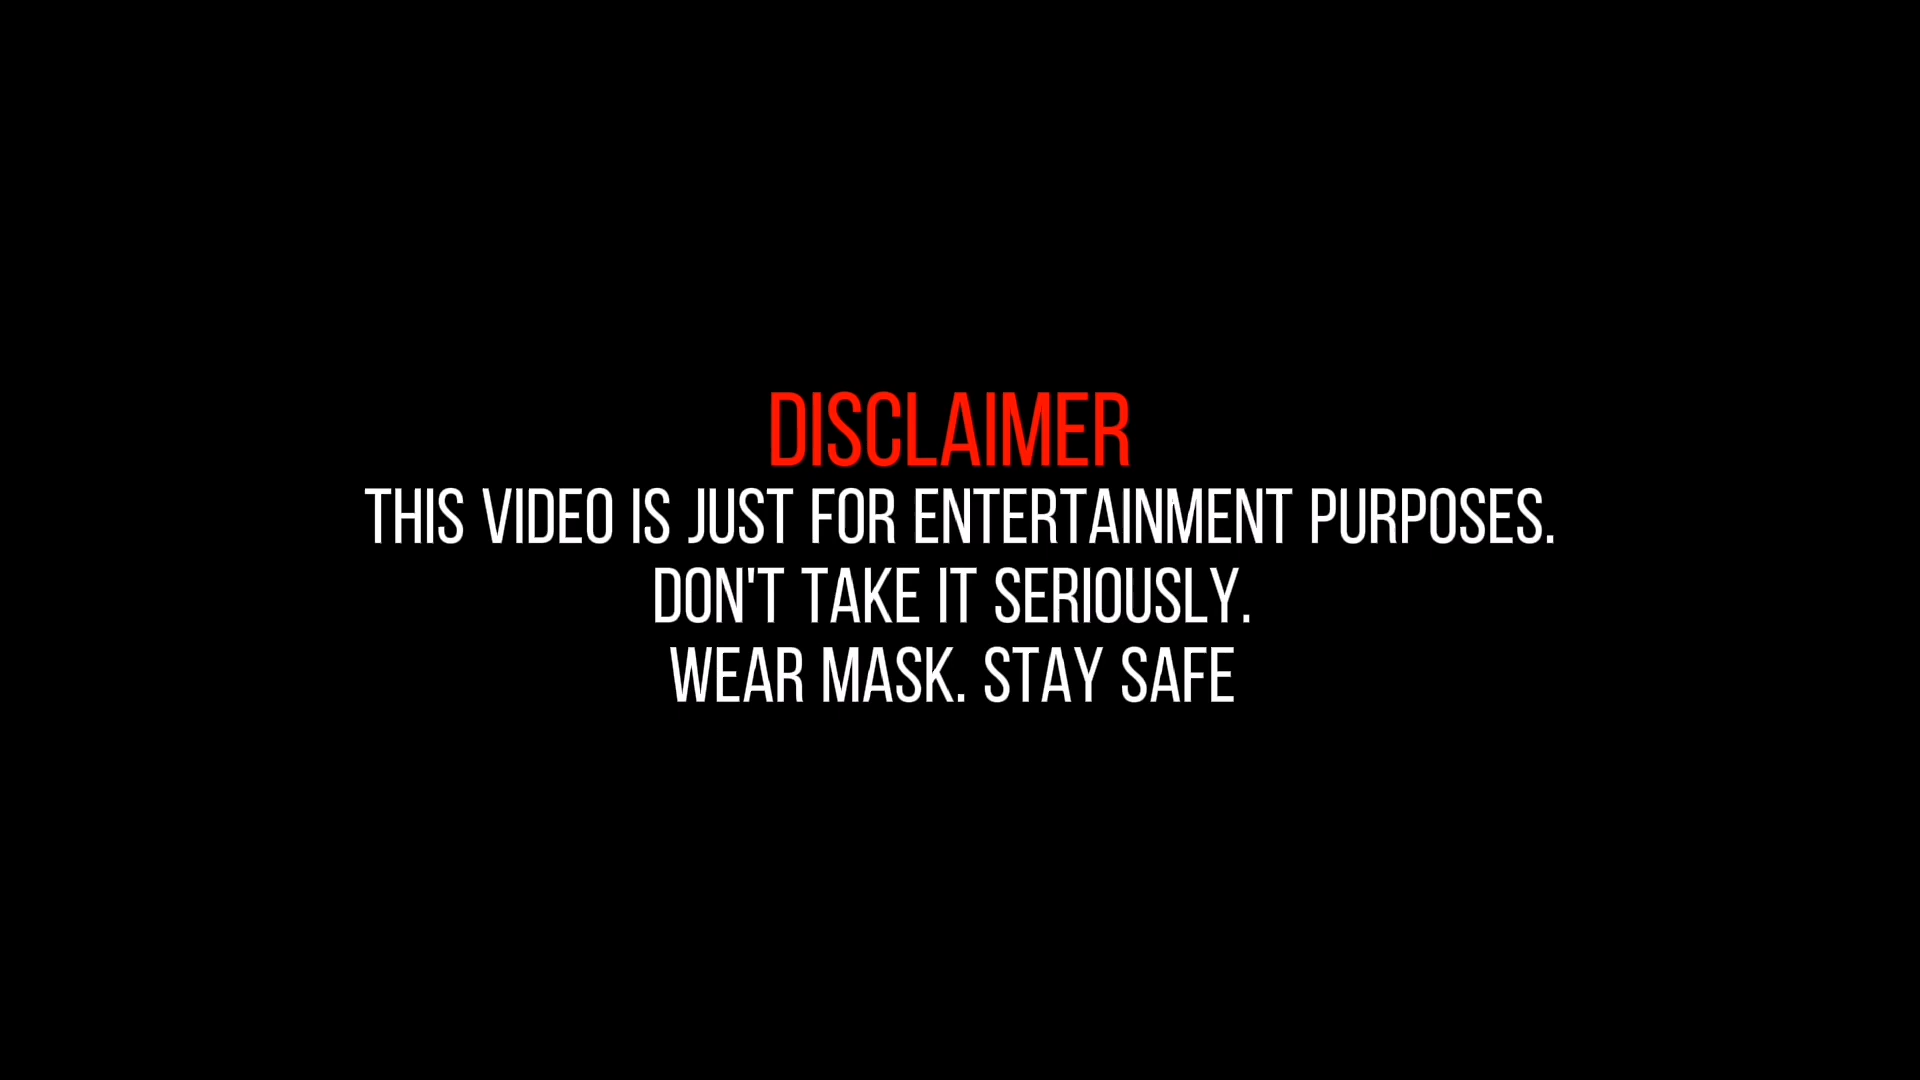 DISCLAIMER
THIS VIDEO IS JUST FOR ENTERTAINMENT PURPOSES.
DON'T TAKE IT SERIOUSLY.
WEAR MASK. STAY SAFE